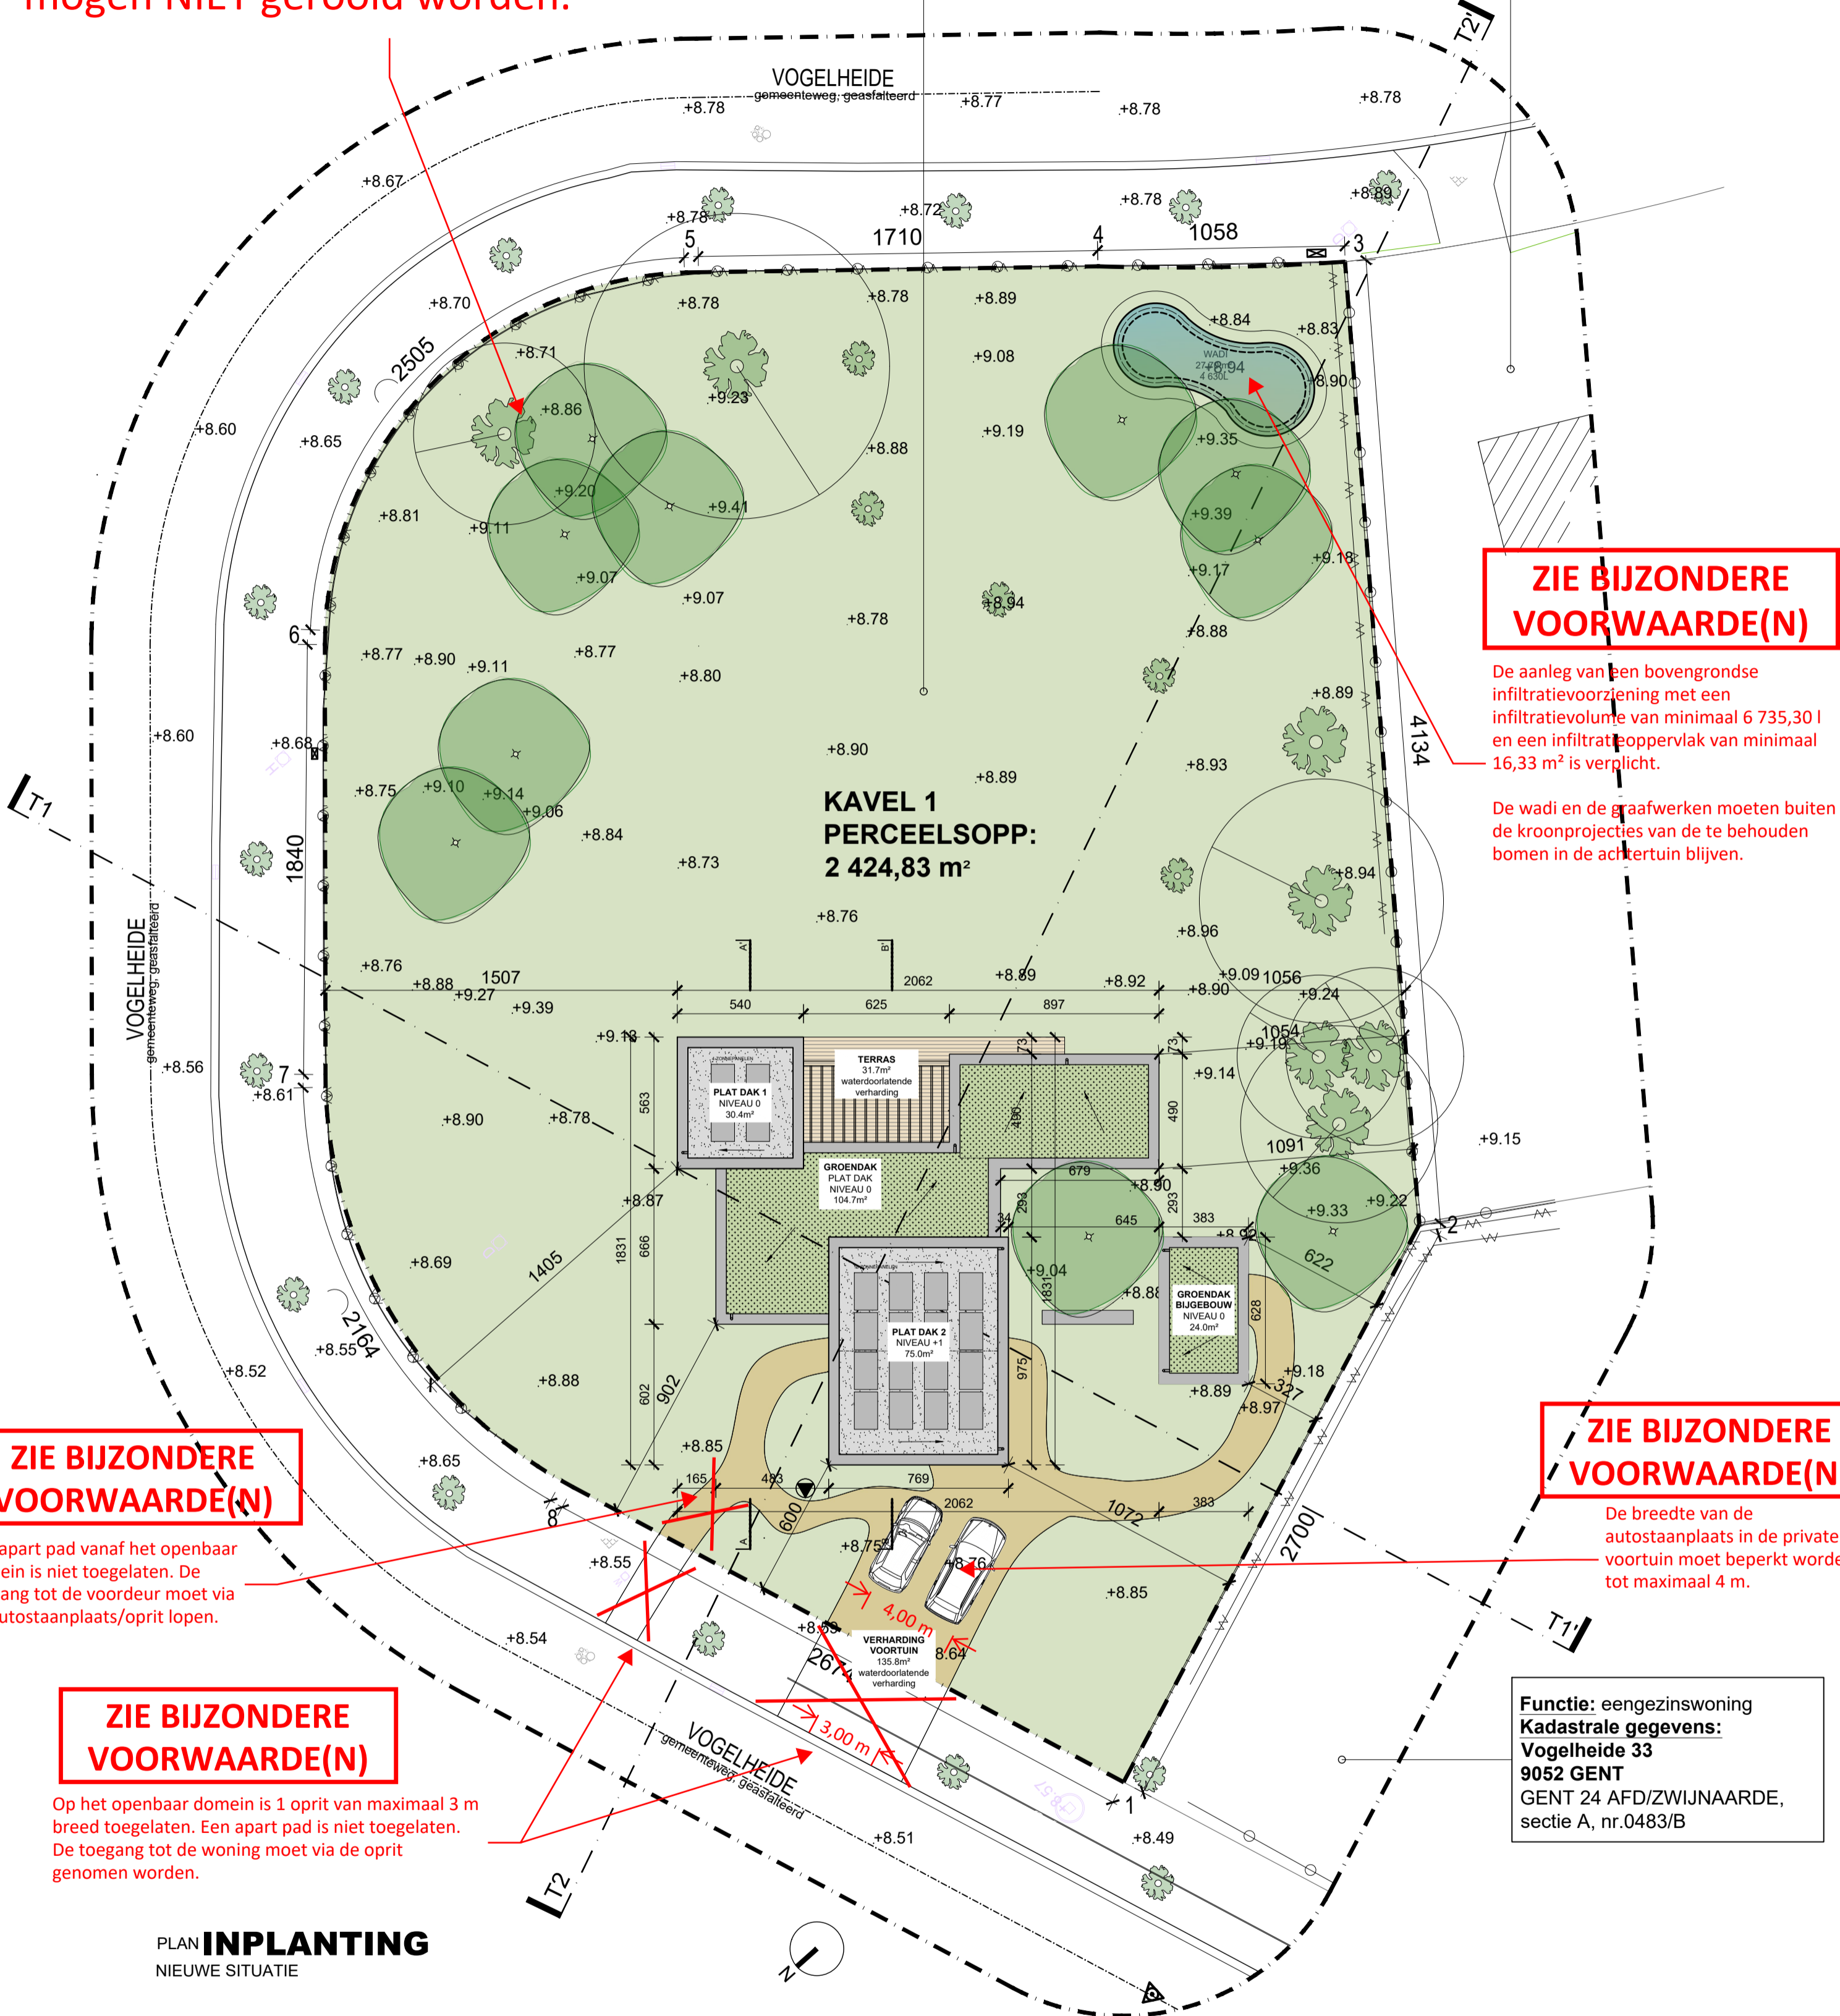 mogen NIET gerooid worden.
T2'
VOGELHEIDE
gemeenteweg, geasfalteerd
+8.78
+8.77
+8.78
+8.78
+8.67
+8.78
+8.72
+8.78
+8.89
5
1710
4
1058
3
+8.70
+8.78
+8.78
+8.89
+8.84
+8.83
2505
+8.71
+9.08
WADI
+8.94
4 630L
+8.90
+8.86
+9.23
+9.19
+9.35
+8.60
+8.65
+8.88
+9.20
+9.41
+9.39
+8.81
+9.11
+9.18
+9.07
+9.17
+9.07
+8.94
+8.78
+8.88
6
+8.77
+8.90
+9.11
+8.77
+8.80
+8.89
ZIE BIJZONDERE
VOORWAARDE(N)
De aanleg van een bovengrondse
infiltratievoorziening met een
infiltratievolume van minimaal 6 735,30 l
en een infiltratieoppervlak van minimaal
16,33 m² is verplicht.
De wadi en de graafwerken moeten buiten
de kroonprojecties van de te behouden
bomen in de achtertuin blijven.
4134
+8.60
+8.68
+8.90
+8.89
+8.93
T1
+8.75
+9.10
+9.14
+9.06
+8.84
KAVEL 1
PERCEELSOPP:
2 424,83 m²
1840
+8.73
+8.94
+8.76
+8.96
VOGELHEIDE
gemeenteweg, geasfalteerd
+8.76
+8.88
1507
+9.27
+9.39
A'
B'
2062
+8.89
+8.92
+8.90
+9.09
1056
+9.24
540
625
897
+9.13
73
73
1054
+9.19
+8.56
7
+8.61
+9.14
TERRAS
31.7m²
waterdoorlatende
verharding
PLAT DAK 1
NIVEAU 0
30.4m²
563
490
490
+8.90
+8.78
1091
+9.15
GROENDAK
PLAT DAK
NIVEAU 0
104.7m²
679
+8.90
+9.36
+8.87
293
293
34
645
383
+9.33
+9.22
2
+8.92
+8.69
1405
1831
666
+9.04
1831
+8.88
622
GROENDAK
BIJGEBOUW
NIVEAU 0
24.0m²
628
PLAT DAK 2
NIVEAU +1
75.0m²
2164
+8.55
+8.52
+8.88
902
602
975
+9.18
+8.89
327
+8.97
ZIE BIJZONDERE
VOORWAARDE(N)
apart pad vanaf het openbaar
ein is niet toegelaten. De
ang tot de voordeur moet via
utostaanplaats/oprit lopen.
+8.65
+8.85
165
483
769
2062
383
8
600
1072
2700
ZIE BIJZONDERE
VOORWAARDE(N
De breedte van de
autostaanplaats in de private
voortuin moet beperkt worde
tot maximaal 4 m.
A
+8.75
+8.76
+8.55
+8.85
4,00 m
T1'
+8.54
+8.59
8.64
VERHARDING
VOORTUIN
135.8m²
waterdoorlatende
verharding
2674
3,00 m
ZIE BIJZONDERE
VOORWAARDE(N)
Op het openbaar domein is 1 oprit van maximaal 3 m
breed toegelaten. Een apart pad is niet toegelaten.
De toegang tot de woning moet via de oprit
genomen worden.
VOGELHEIDE
gemeenteweg, geasfalteerd
+8.57
1
+8.51
+8.49
Functie: eengezinswoning
Kadastrale gegevens:
Vogelheide 33
9052 GENT
GENT 24 AFD/ZWIJNAARDE,
sectie A, nr.0483/B
T2
N
PLAN INPLANTING
NIEUWE SITUATIE